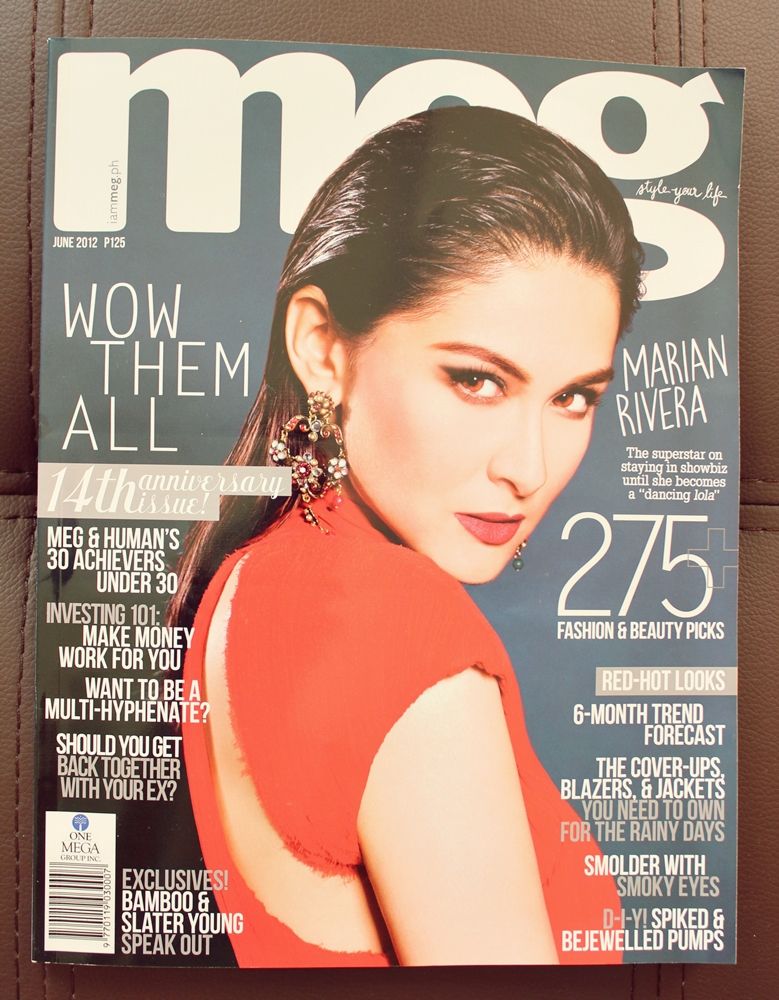 meg
iammeg.ph
style your life
JUNE 2012 P125
WOW
THEM
ALL
14th anniversary
issue!
MEG & HUMAN'S
30 ACHIEVERS
UNDER 30
INVESTING 101:
MAKE MONEY
WORK FOR YOU
WANT TO BE A
MULTI-HYPHENATE?
SHOULD YOU GET
BACK TOGETHER
WITH YOUR EX?
ONE
MEGA
GROUP INC.
9 770119 030007
EXCLUSIVES!
BAMBOO &
SLATER YOUNG
SPEAK OUT
MARIAN
RIVERA
The superstar on
staying in showbiz
until she becomes
a "dancing lola"
275+
FASHION & BEAUTY PICKS
RED-HOT LOOKS
6-MONTH TREND
FORECAST
THE COVER-UPS,
BLAZERS, & JACKETS
YOU NEED TO OWN
FOR THE RAINY DAYS
SMOLDER WITH
SMOKY EYES
D-I-Y! SPIKED &
BEJEWELLED PUMPS